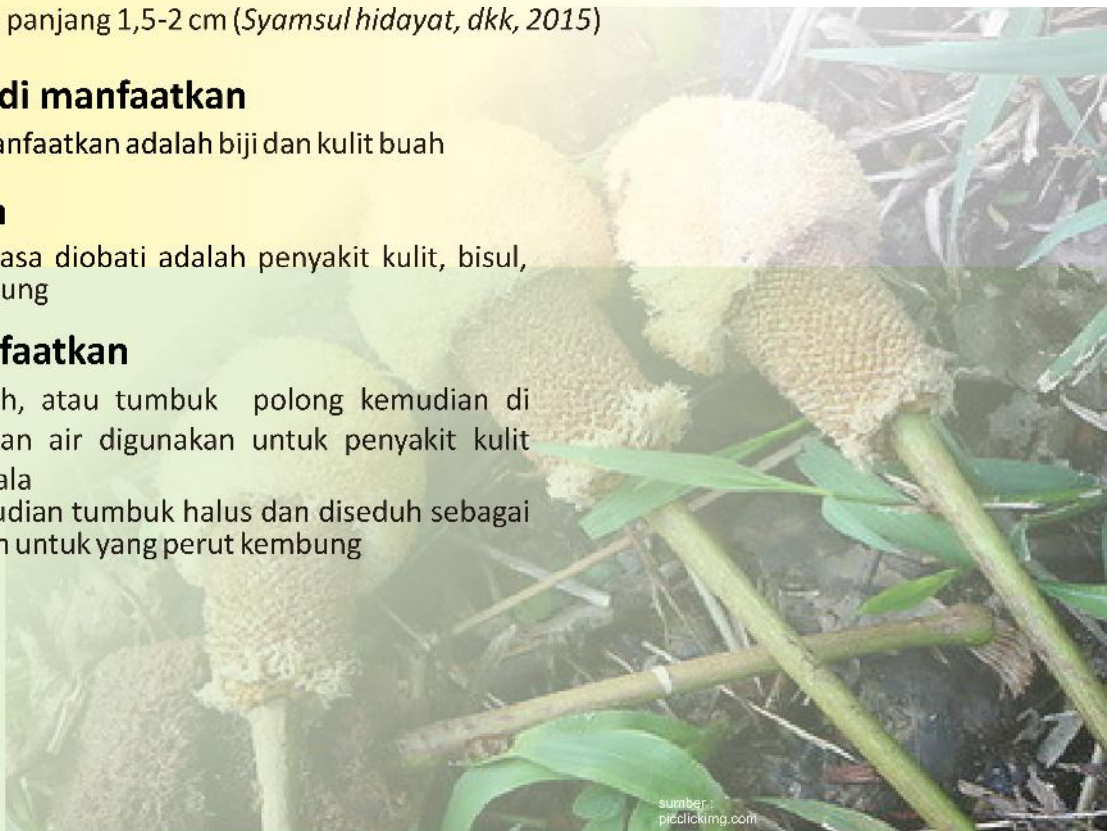 panjang 1,5-2 cm (Syamsul hidayat, dkk, 2015)
di manfaatkan
anfaatkan adalah biji dan kulit buah
asa diobati adalah penyakit kulit, bisul,
ung
faatkan
h, atau tumbuk polong kemudian di
an air digunakan untuk penyakit kulit
ala
udian tumbuk halus dan diseduh sebagai
n untuk yang perut kembung
sumber :
picclickimg.com